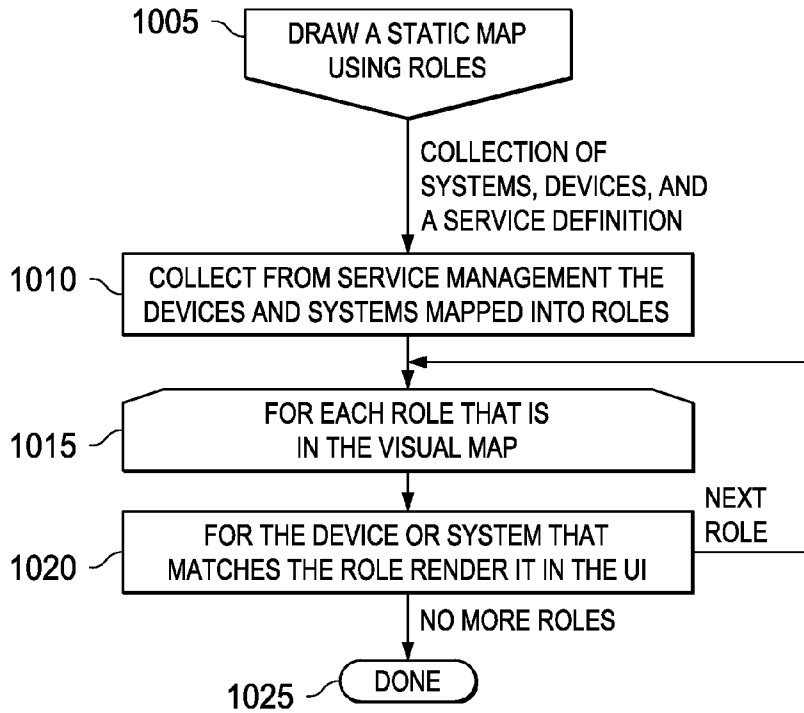 1005
DRAW A STATIC MAP
USING ROLES
COLLECTION OF
SYSTEMS, DEVICES, AND
A SERVICE DEFINITION
1010
COLLECT FROM SERVICE MANAGEMENT THE
DEVICES AND SYSTEMS MAPPED INTO ROLES
1015
FOR EACH ROLE THAT IS
IN THE VISUAL MAP
NEXT
ROLE
1020
FOR THE DEVICE OR SYSTEM THAT
MATCHES THE ROLE RENDER IT IN THE UI
NO MORE ROLES
1025
DONE